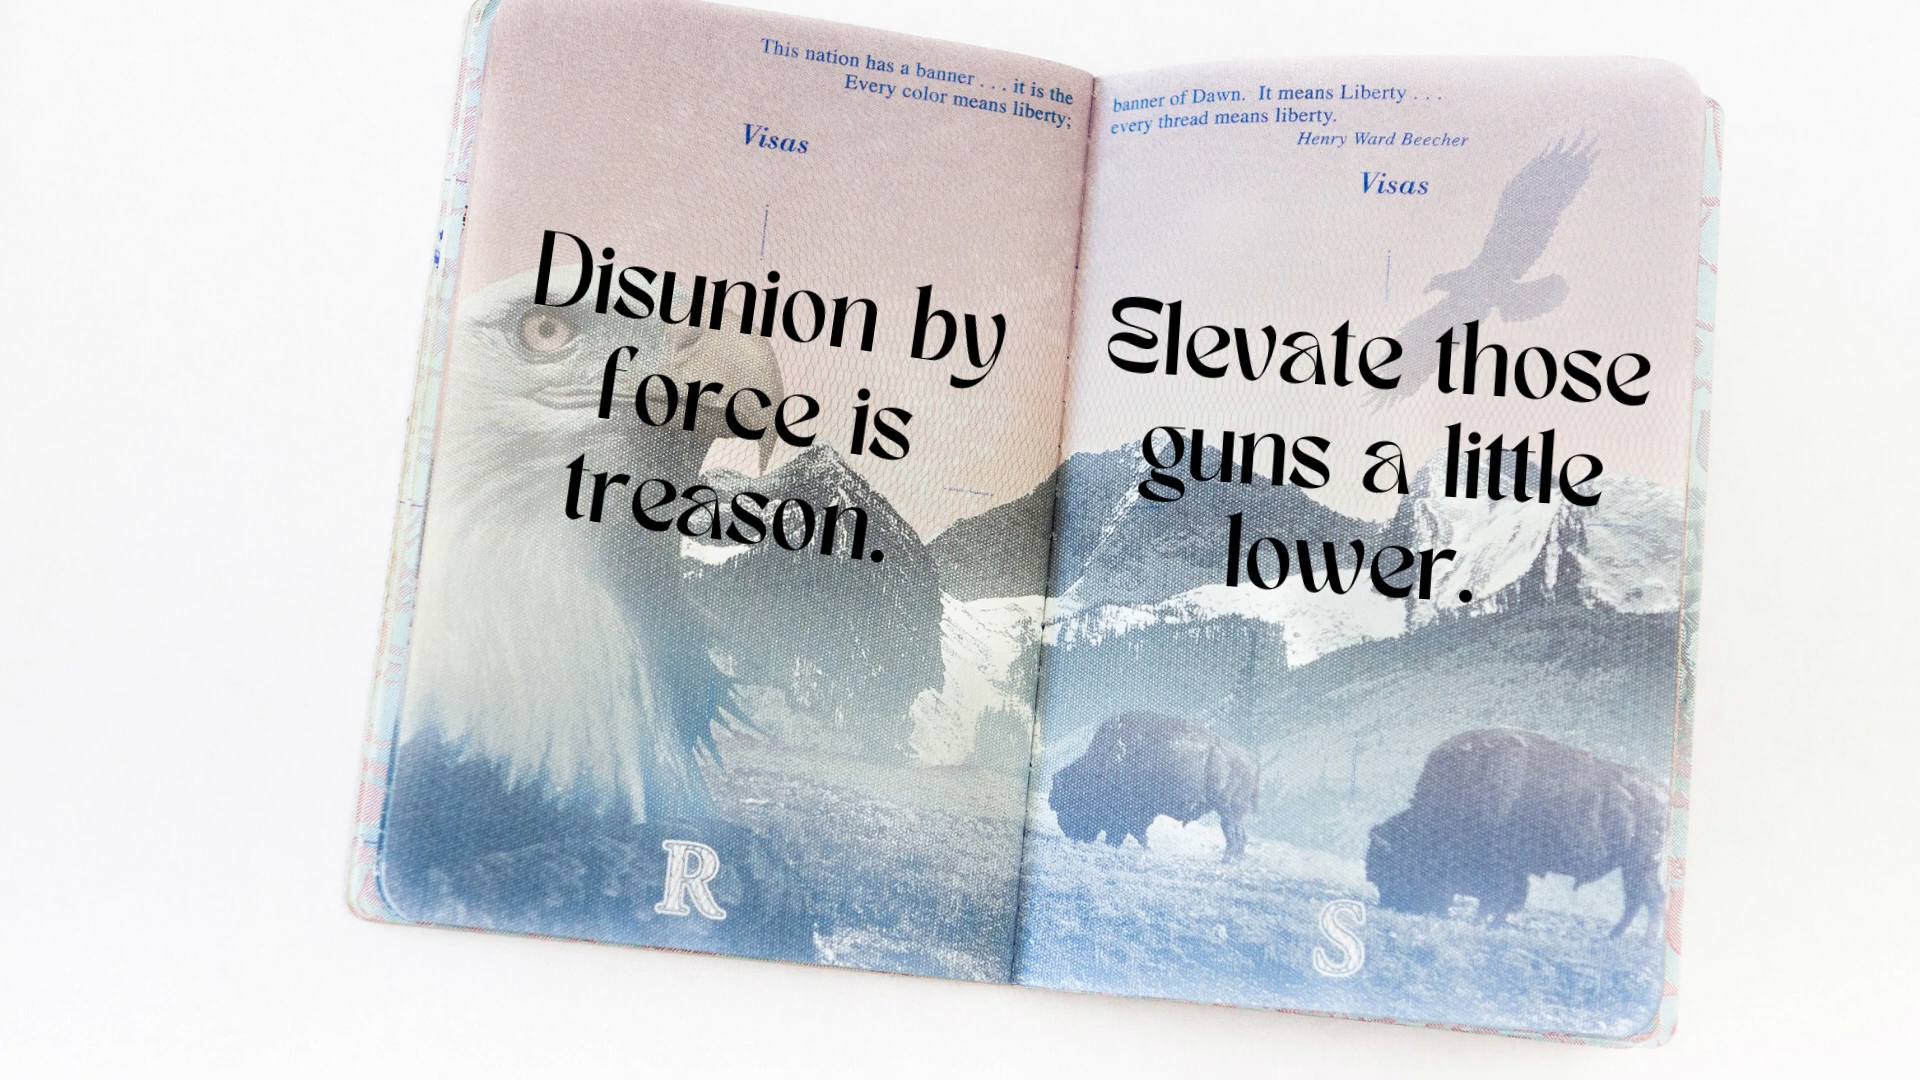 This nation has a banner . . . it is the
Every color means liberty;
Visas
Disunion by
force is
treason.
R
banner of Dawn. It means Liberty . . .
every thread means liberty.
Henry Ward Beecher
Visas
Elevate those
guns a little
lower.
S